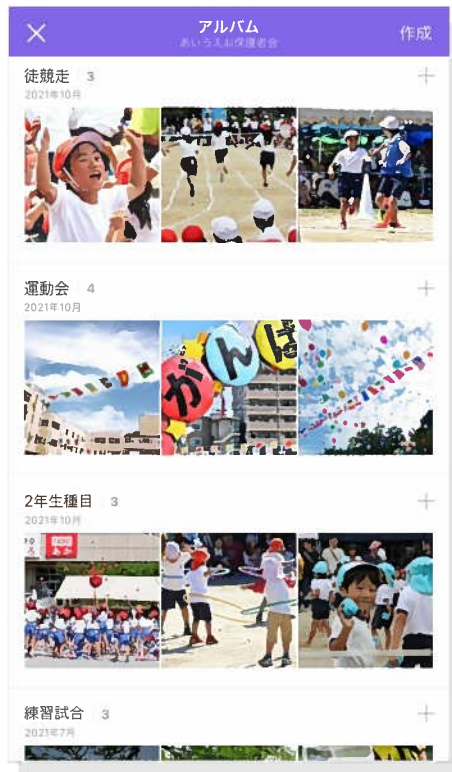 アルバム
あいうえお保護者会
作成
徒競走 3
2021年10月
運動会 4
2021年10月
がんば
2年生種目 3
2021年10月
練習試合 3
2021年7月